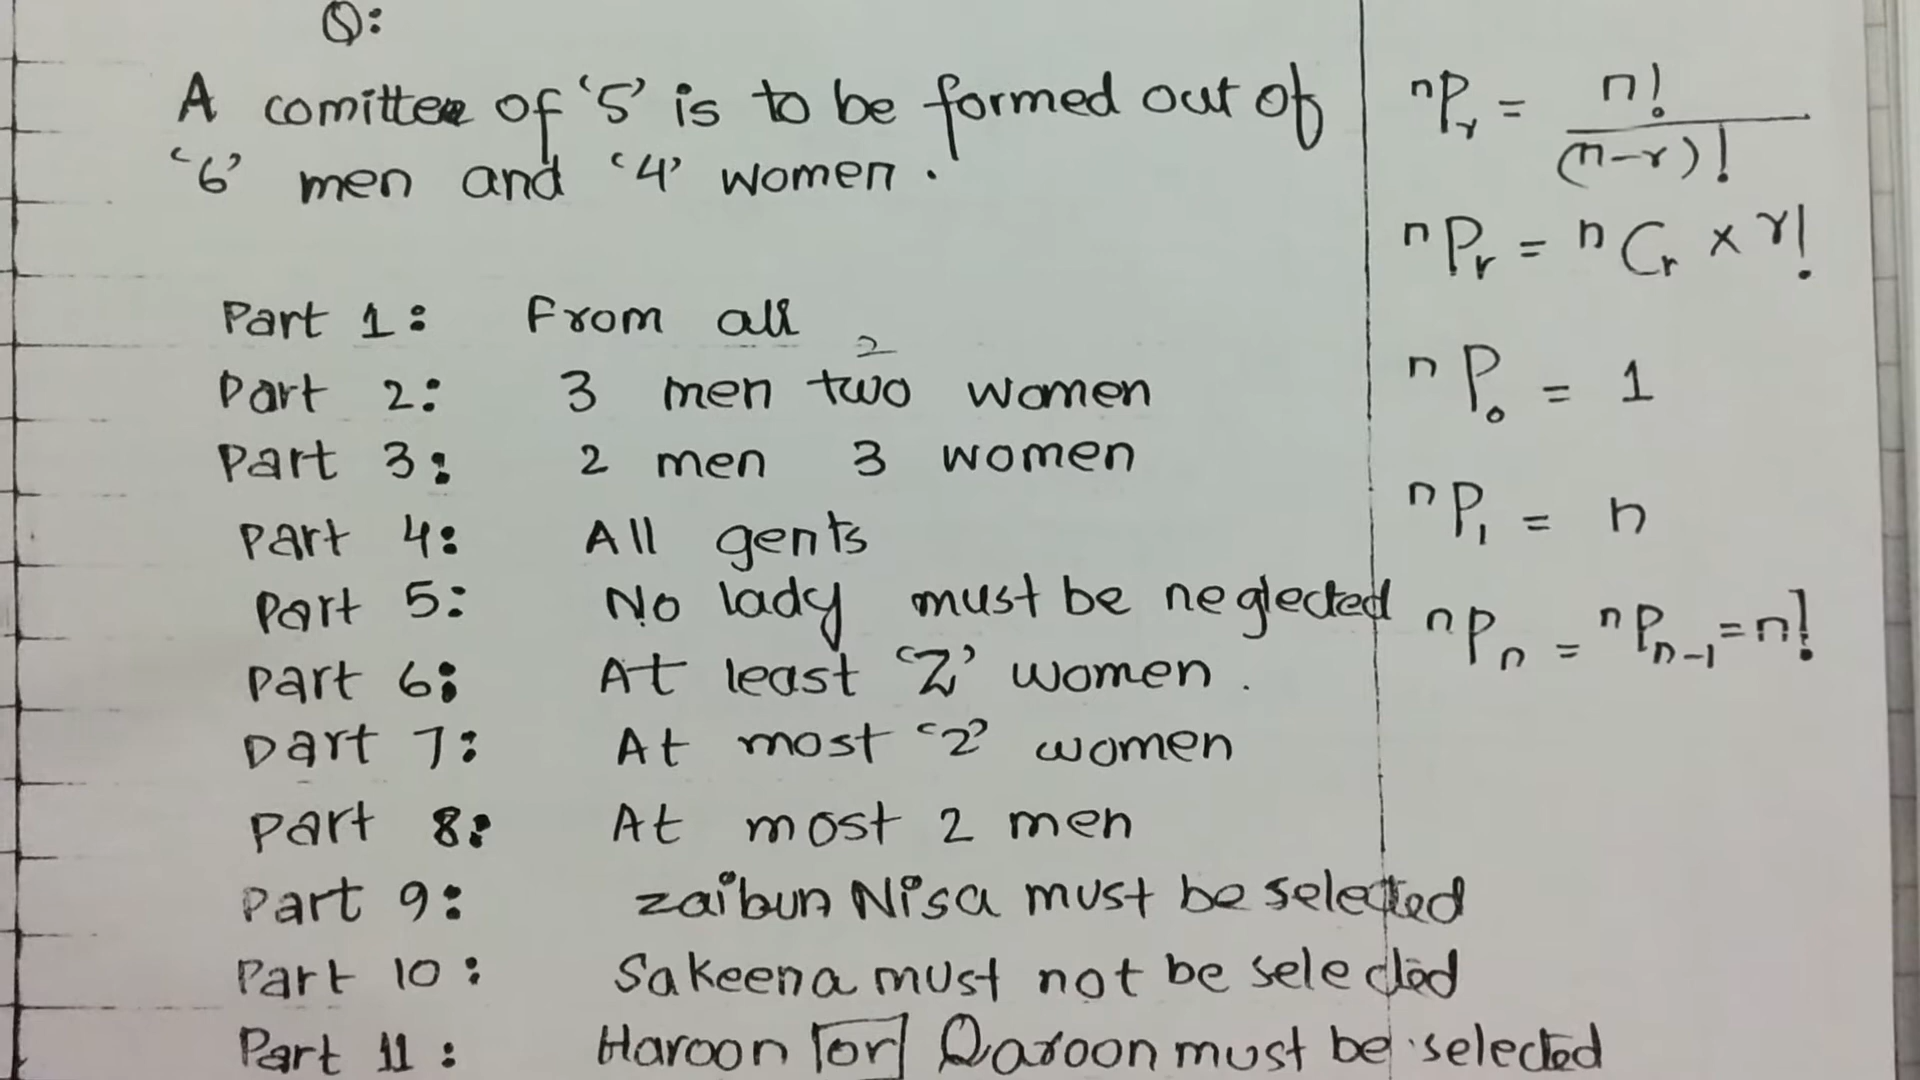 Q:
A comittee of '5' is to be formed out of
'6' men and '4' women.
Part 1: From all
2
Part 2: 3 men two women
Part 3: 2 men 3 women
Part 4: All gents
Part 5: No lady must be neglected
Part 6: At least '2' women.
Part 7: At most '2' women
Part 8: At most 2 men
Part 9: zaibun Nisa must be selected
Part 10: Sakeena must not be selected
Part 11: Haroon or Qaroon must be selected
nPr = n!
(n-r)!
nPr = nCr × r!
nP0 = 1
nP1 = n
nPn = nPn-1 = n!